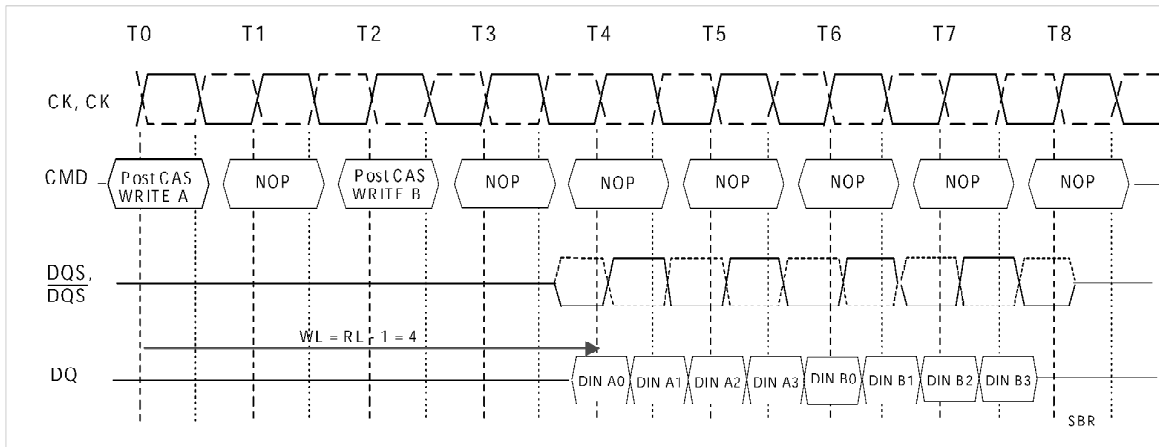 T0 T1 T2 T3 T4 T5 T6 T7 T8
CK, CK
CMD
Post CAS
WRITE A
NOP
Post CAS
WRITE B
NOP
NOP
NOP
NOP
NOP
NOP
DQS,
DQS
WL = RL - 1 = 4
DQ
DIN A0
DIN A1
DIN A2
DIN A3
DIN B0
DIN B1
DIN B2
DIN B3
SBR